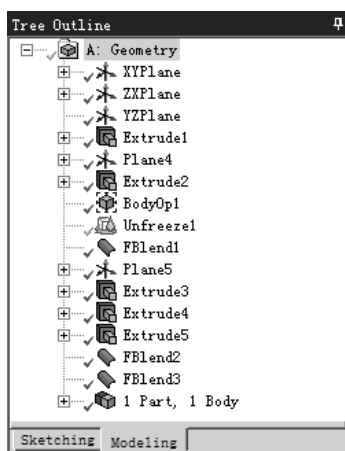 Tree Outline
A: Geometry
XYPlane
ZXPlane
YZPlane
Extrude1
Plane4
Extrude2
BodyOp1
Unfreeze1
FBlend1
Plane5
Extrude3
Extrude4
Extrude5
FBlend2
FBlend3
1 Part, 1 Body
Sketching Modeling